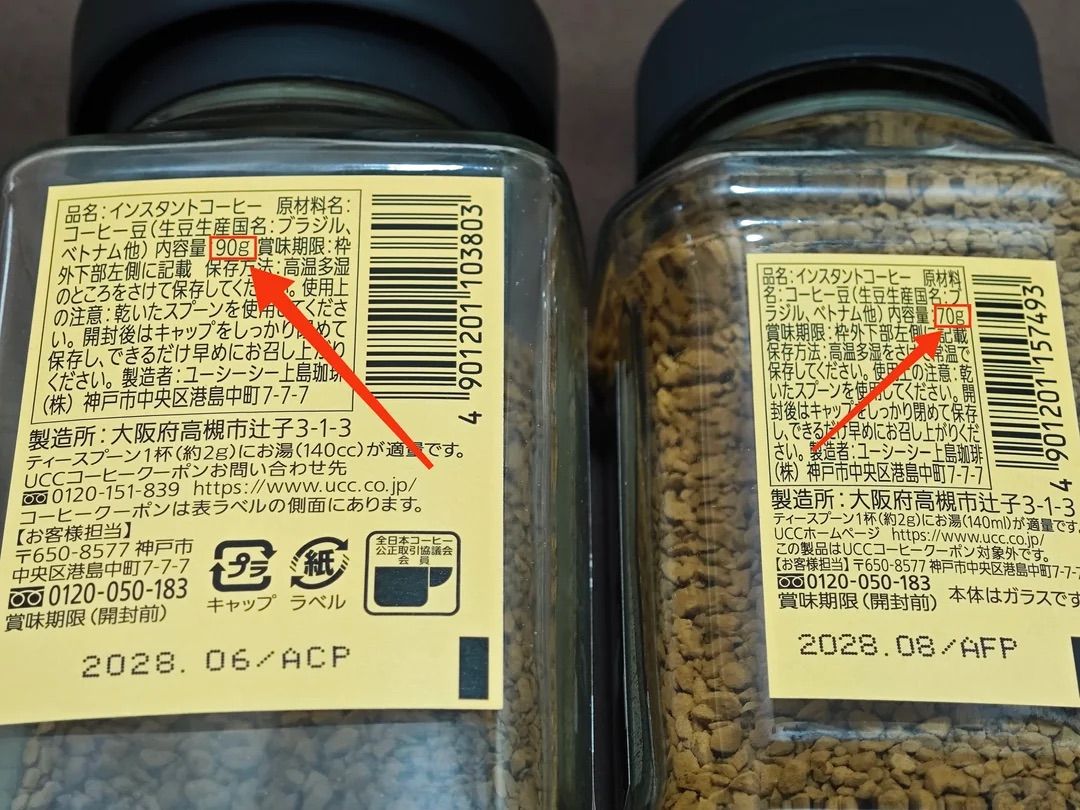 品名:インスタントコーヒー 原材料名:
コーヒー豆(生豆生産国名:ブラジル、
ベトナム他) 内容量 90g 賞味期限:枠
外下部左側に記載 保存方法:高温多湿
のところをさけて保存してください。使用上
の注意:乾いたスプーンを使用してくださ
い。開封後はキャップをしっかり閉めて
保存し、できるだけ早めにお召し上がり
ください。製造者:ユーシーシー上島珈琲
(株) 神戸市中央区港島中町7-7-7
4 901201 103803
製造所:大阪府高槻市辻子3-1-3
ティースプーン1杯(約2g)にお湯(140cc)が適量です。
UCCコーヒークーポンお問い合わせ先
0120-151-839 https://www.ucc.co.jp/
コーヒークーポンは表ラベルの側面にあります。
【お客様担当】
〒650-8577 神戸市
中央区港島中町7-7-7
0120-050-183
賞味期限(開封前)
プラ
キャップ
紙
ラベル
全日本コーヒー
公正取引協議会
会員
2028.06/ACP
品名:インスタントコーヒー 原材料
名:コーヒー豆(生豆生産国名:ブ
ラジル、ベトナム他) 内容量:70g
賞味期限:枠外下部左側に記載
保存方法:高温多湿をさけ常温で
保存してください。使用上の注意:乾
いたスプーンを使用してください。開
封後はキャップをしっかり閉めて保存
し、できるだけ早めにお召し上がりくだ
さい。製造者:ユーシーシー上島珈琲
(株) 神戸市中央区港島中町7-7-7
4 901201 157493
製造所:大阪府高槻市辻子3-1-3
ティースプーン1杯(約2g)にお湯(140ml)が適量です
UCCホームページ https://www.ucc.co.jp/
この製品はUCCコーヒークーポン対象外です。
【お客様担当】〒650-8577 神戸市中央区港島中町7-7-7
0120-050-183
賞味期限(開封前) 本体はガラスです
2028.08/AFP